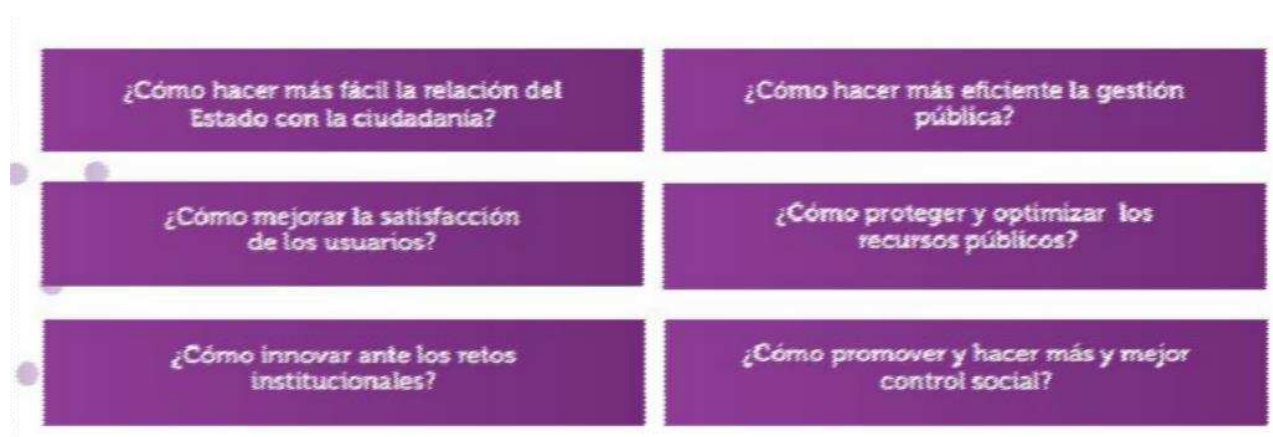 ¿Cómo hacer más fácil la relación del
Estado con la ciudadanía?
¿Cómo hacer más eficiente la gestión
pública?
¿Cómo mejorar la satisfacción
de los usuarios?
¿Cómo proteger y optimizar los
recursos públicos?
¿Cómo innovar ante los retos
institucionales?
¿Cómo promover y hacer más y mejor
control social?